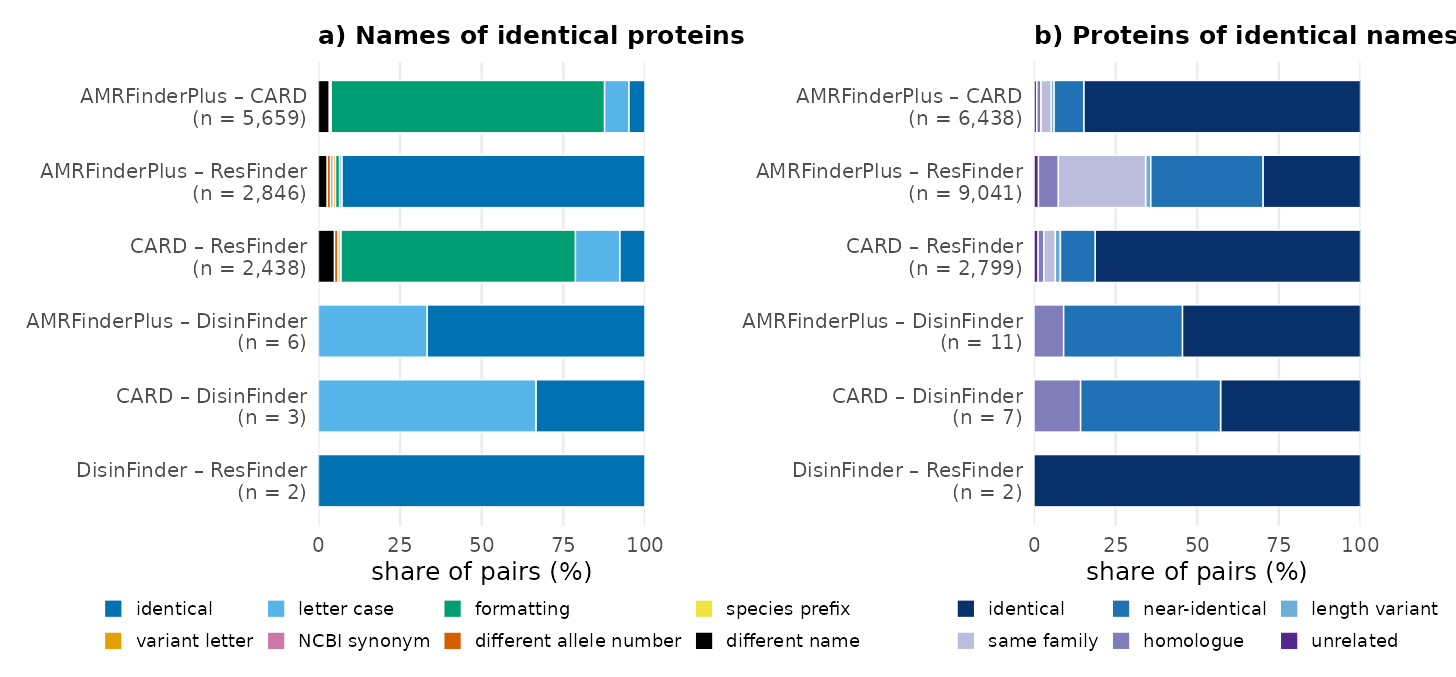 a) Names of identical proteins
AMRFinderPlus – CARD
(n = 5,659)
AMRFinderPlus – ResFinder
(n = 2,846)
CARD – ResFinder
(n = 2,438)
AMRFinderPlus – DisinFinder
(n = 6)
CARD – DisinFinder
(n = 3)
DisinFinder – ResFinder
(n = 2)
0 25 50 75 100
share of pairs (%)
identical letter case formatting species prefix
variant letter NCBI synonym different allele number different name
b) Proteins of identical names
AMRFinderPlus – CARD
(n = 6,438)
AMRFinderPlus – ResFinder
(n = 9,041)
CARD – ResFinder
(n = 2,799)
AMRFinderPlus – DisinFinder
(n = 11)
CARD – DisinFinder
(n = 7)
DisinFinder – ResFinder
(n = 2)
0 25 50 75 100
share of pairs (%)
identical near-identical length variant
same family homologue unrelated